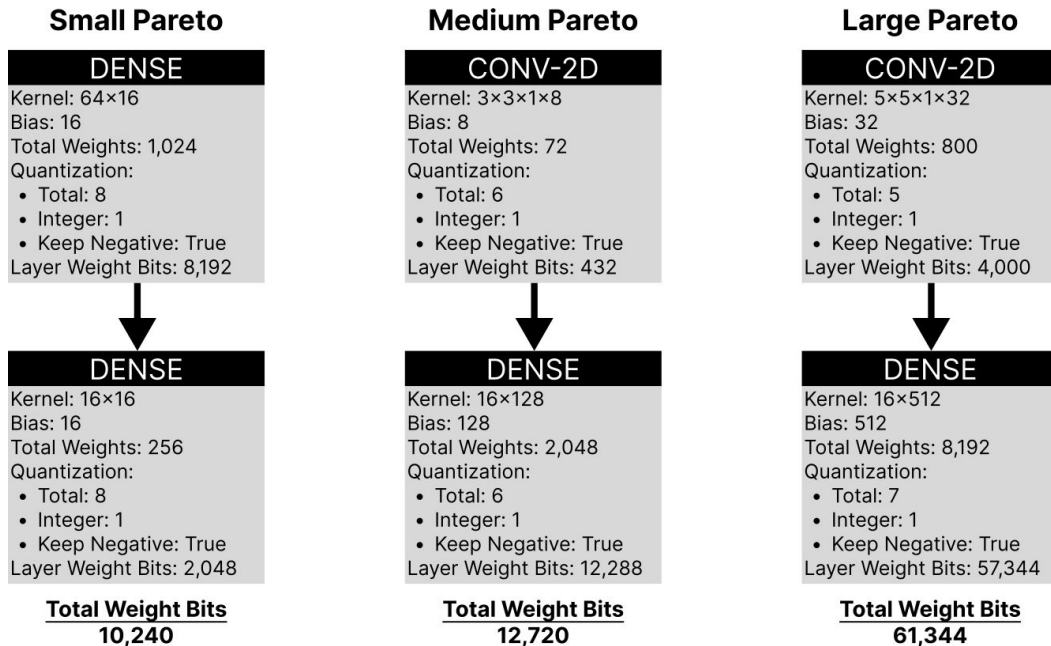 Small Pareto
DENSE
Kernel: 64×16
Bias: 16
Total Weights: 1,024
Quantization:
• Total: 8
• Integer: 1
• Keep Negative: True
Layer Weight Bits: 8,192
DENSE
Kernel: 16×16
Bias: 16
Total Weights: 256
Quantization:
• Total: 8
• Integer: 1
• Keep Negative: True
Layer Weight Bits: 2,048
Total Weight Bits
10,240
Medium Pareto
CONV-2D
Kernel: 3×3×1×8
Bias: 8
Total Weights: 72
Quantization:
• Total: 6
• Integer: 1
• Keep Negative: True
Layer Weight Bits: 432
DENSE
Kernel: 16×128
Bias: 128
Total Weights: 2,048
Quantization:
• Total: 6
• Integer: 1
• Keep Negative: True
Layer Weight Bits: 12,288
Total Weight Bits
12,720
Large Pareto
CONV-2D
Kernel: 5×5×1×32
Bias: 32
Total Weights: 800
Quantization:
• Total: 5
• Integer: 1
• Keep Negative: True
Layer Weight Bits: 4,000
DENSE
Kernel: 16×512
Bias: 512
Total Weights: 8,192
Quantization:
• Total: 7
• Integer: 1
• Keep Negative: True
Layer Weight Bits: 57,344
Total Weight Bits
61,344